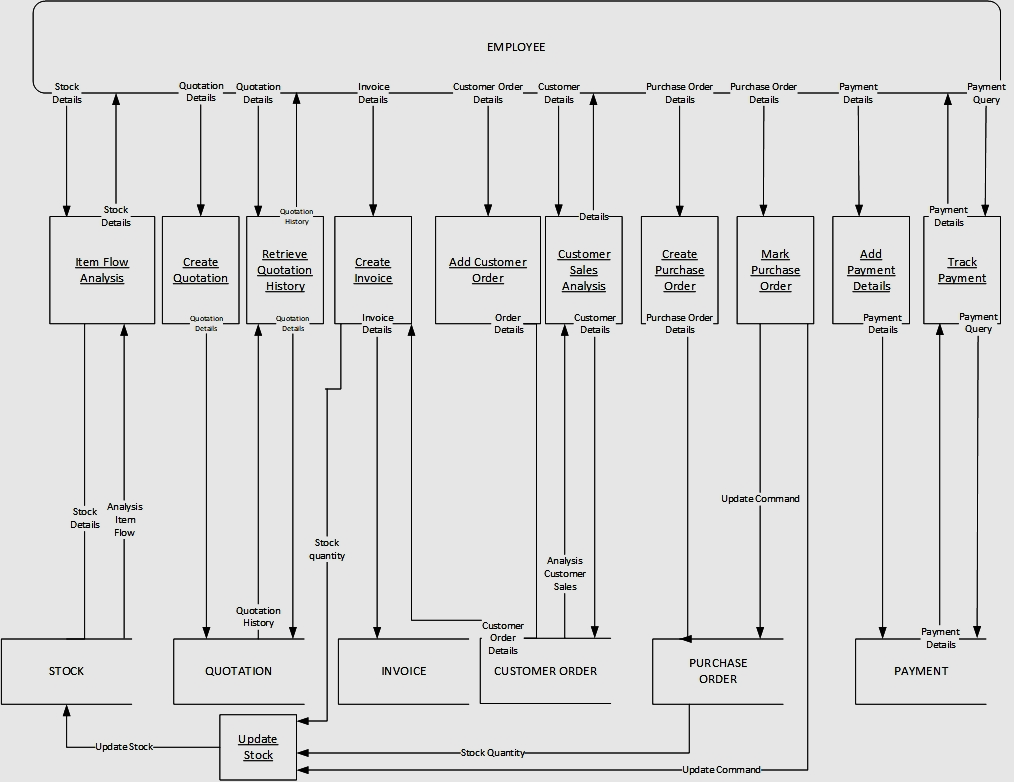 EMPLOYEE
Stock
Details
Quotation
Details
Quotation
Details
Invoice
Details
Customer Order
Details
Customer
Details
Purchase Order
Details
Purchase Order
Details
Payment
Details
Payment
Query
Stock
Details
Quotation
History
Details
Payment
Details
Item Flow
Analysis
Create
Quotation
Retrieve
Quotation
History
Create
Invoice
Add Customer
Order
Customer
Sales
Analysis
Create
Purchase
Order
Mark
Purchase
Order
Add
Payment
Details
Track
Payment
Quotation
Details
Quotation
Details
Invoice
Details
Order
Details
Customer
Details
Purchase Order
Details
Payment
Details
Payment
Query
Stock
Details
Analysis
Item
Flow
Stock
quantity
Update Command
Analysis
Customer
Sales
Quotation
History
Customer
Order
Details
Payment
Details
STOCK
QUOTATION
INVOICE
CUSTOMER ORDER
PURCHASE
ORDER
PAYMENT
Update Stock
Update
Stock
Stock Quantity
Update Command